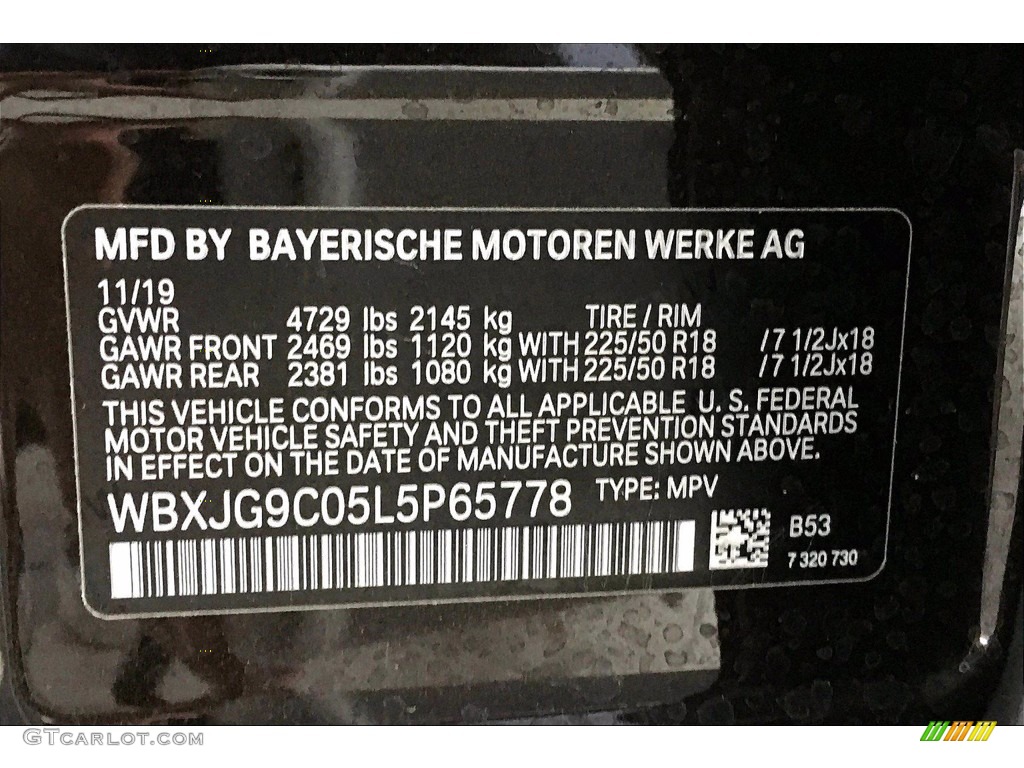 MFD BY BAYERISCHE MOTOREN WERKE AG
11/19
GVWR 4729 lbs 2145 kg TIRE / RIM
GAWR FRONT 2469 lbs 1120 kg WITH 225/50 R18 /7 1/2Jx18
GAWR REAR 2381 lbs 1080 kg WITH 225/50 R18 /7 1/2Jx18
THIS VEHICLE CONFORMS TO ALL APPLICABLE U. S. FEDERAL
MOTOR VEHICLE SAFETY AND THEFT PREVENTION STANDARDS
IN EFFECT ON THE DATE OF MANUFACTURE SHOWN ABOVE.
WBXJG9C05L5P65778 TYPE: MPV
B53
7 320 730
GTCARLOT.COM